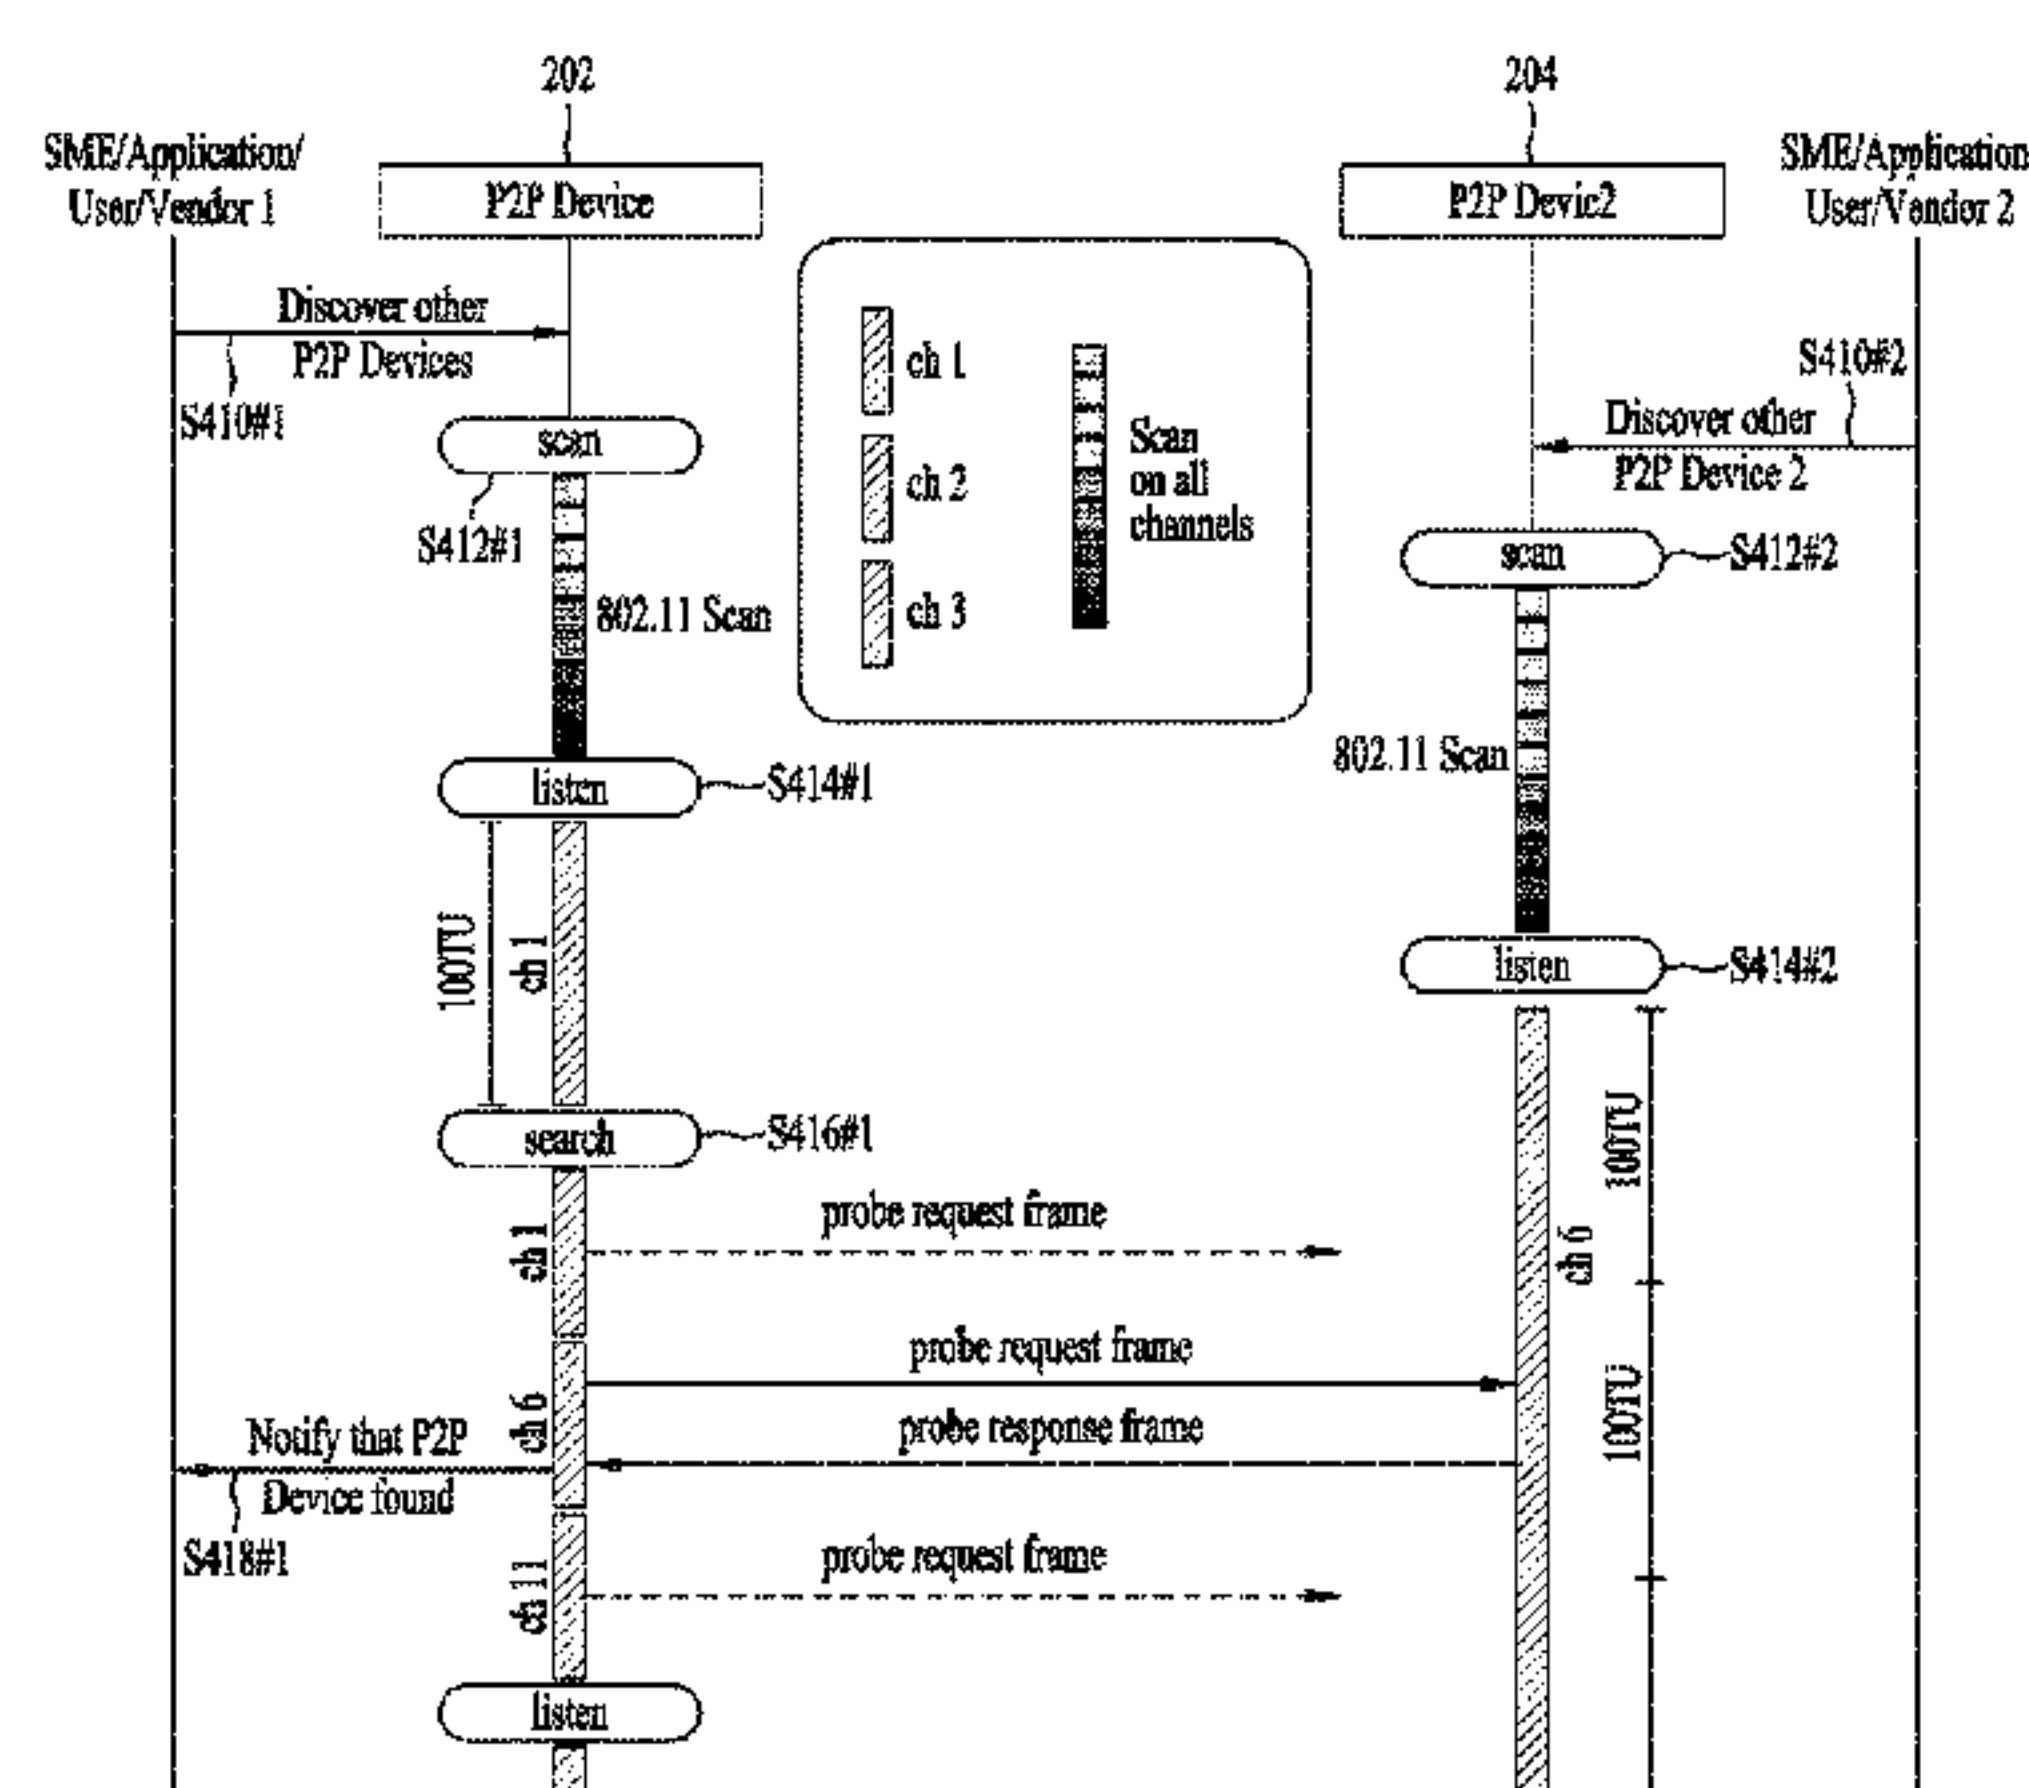 202
204
SME/Application/
User/Vendor 1
P2P Device
P2P Devic2
SME/Application
User/Vendor 2
Discover other
P2P Devices
S410#1
ch 1
ch 2
ch 3
Scan
on all
channels
S410#2
Discover other
P2P Device 2
scan
S412#1
802.11 Scan
scan
S412#2
802.11 Scan
listen
S414#1
100TU
ch 1
listen
S414#2
search
S416#1
100TU
ch 6
ch 1
probe request frame
probe request frame
ch 6
probe response frame
100TU
Notify that P2P
Device found
S418#1
probe request frame
ch 11
listen